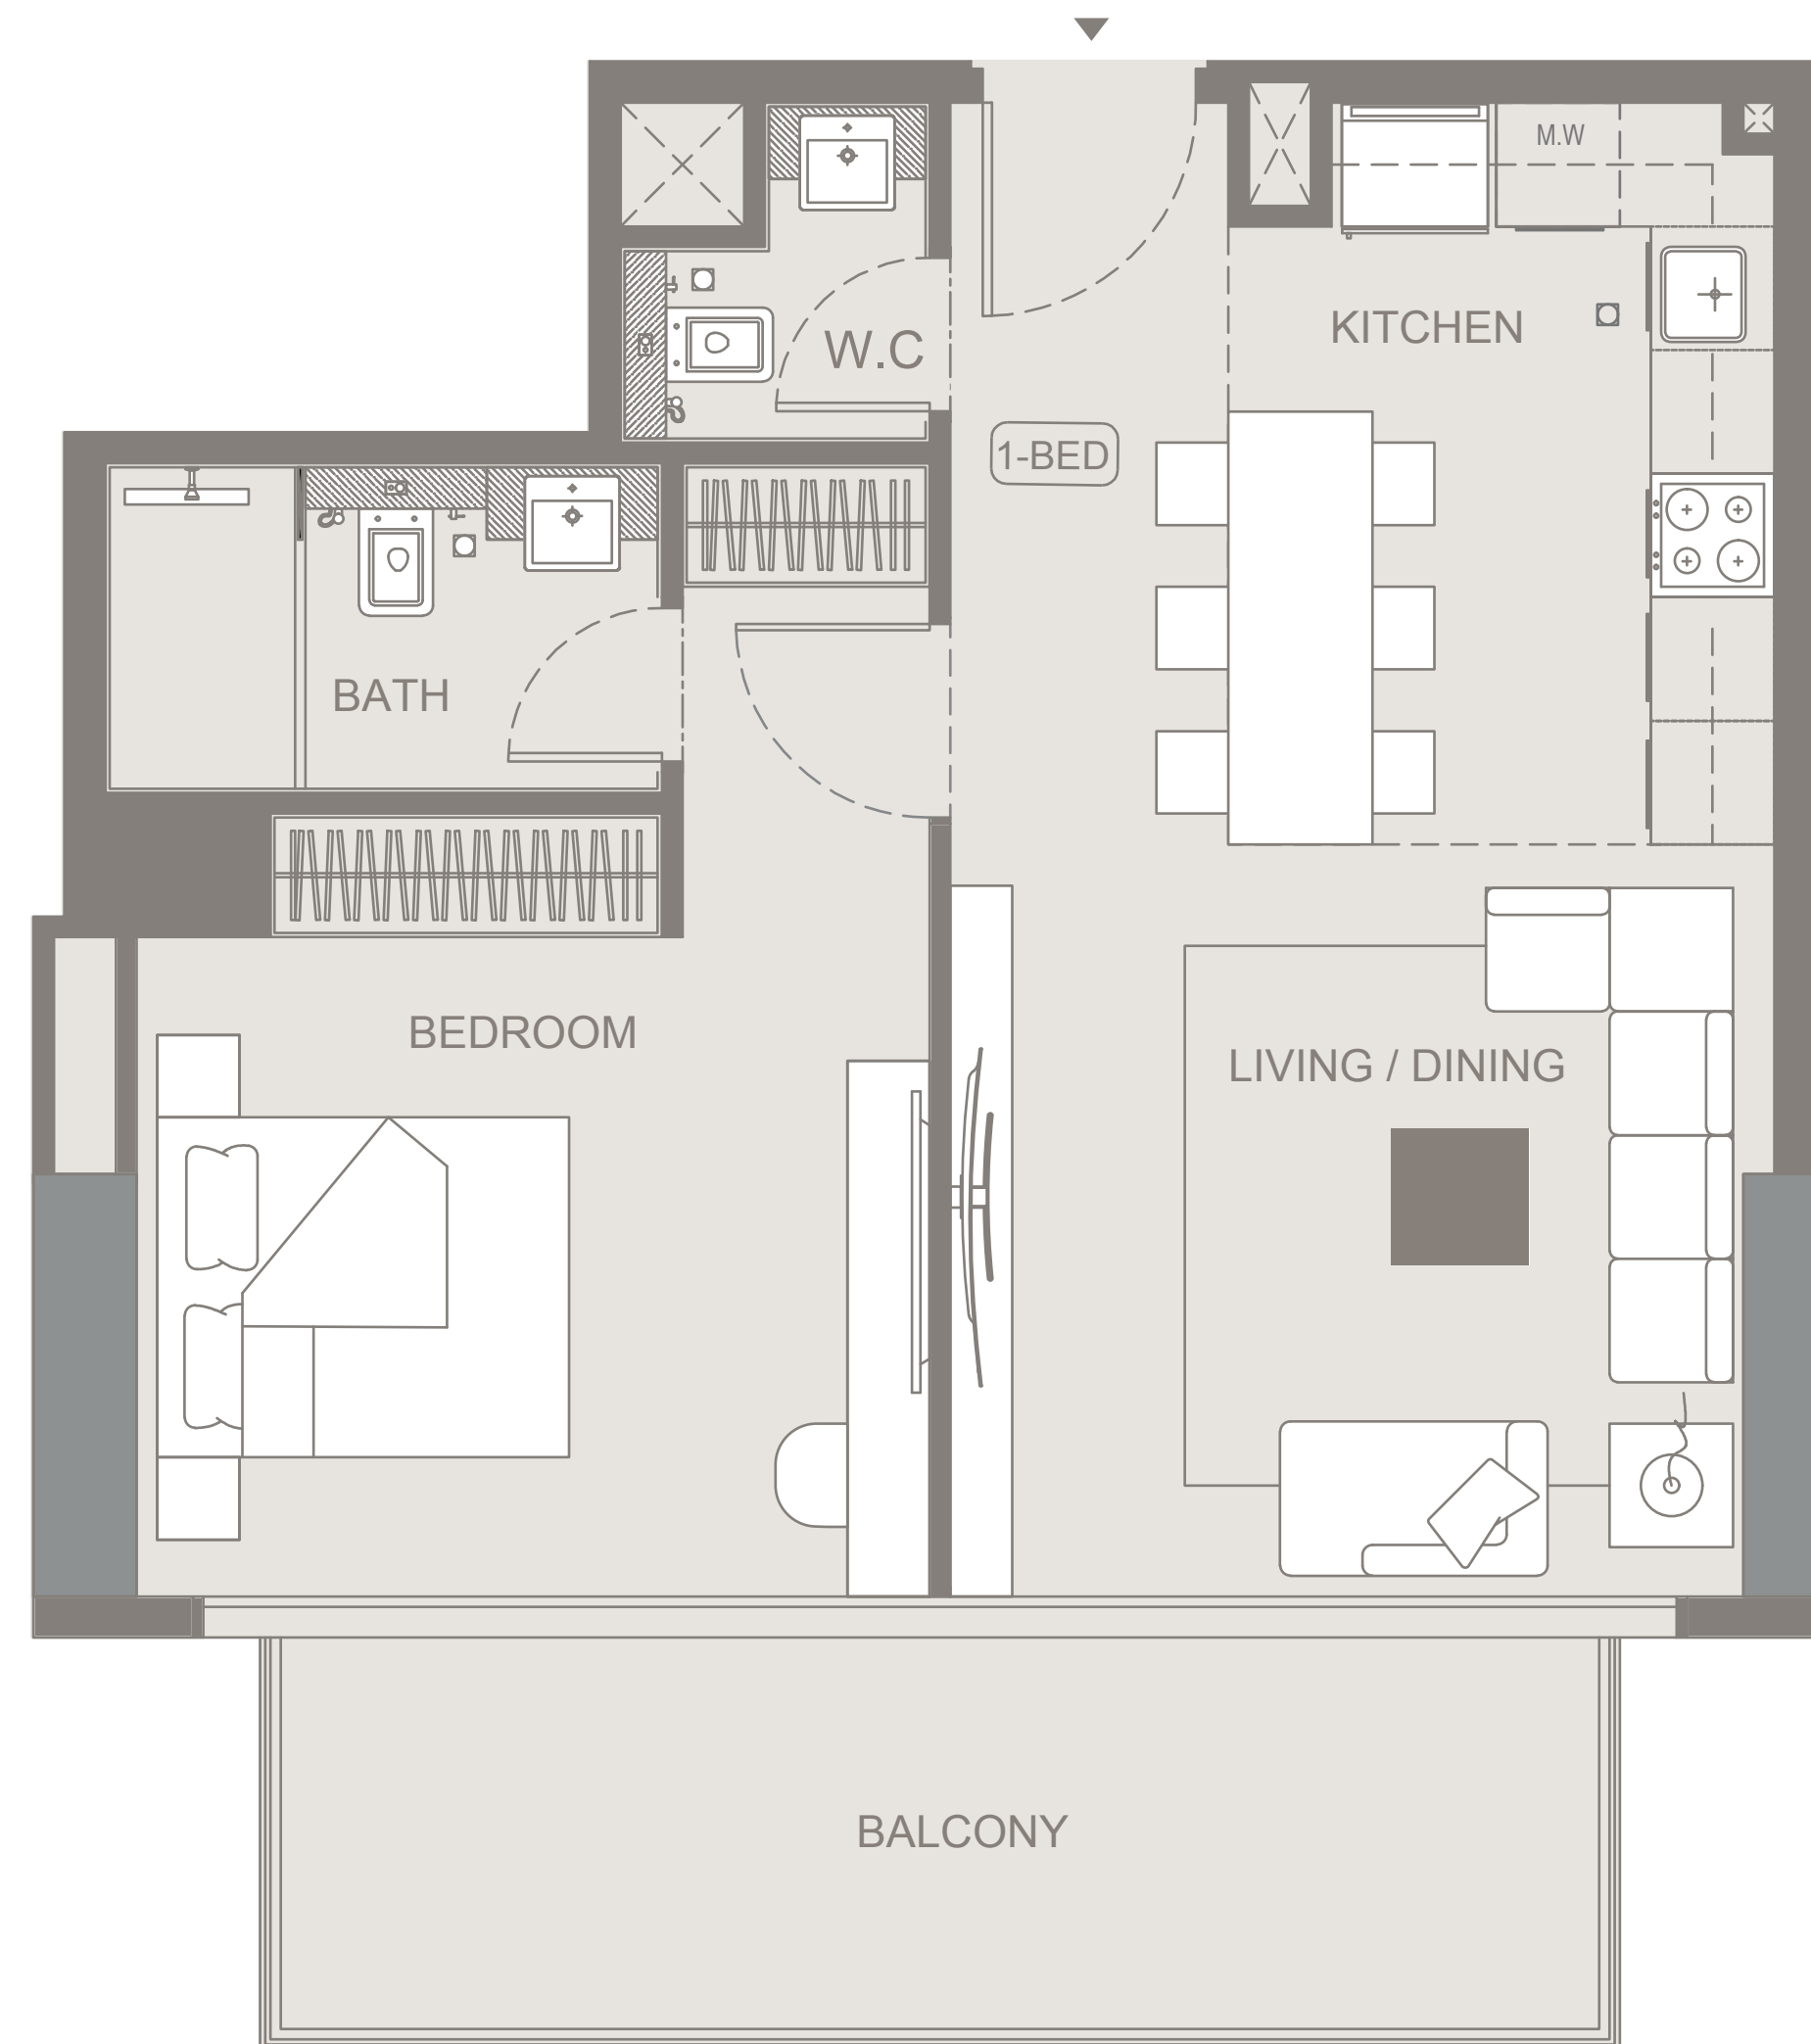 M.W
KITCHEN
W.C
1-BED
BATH
BEDROOM
LIVING / DINING
BALCONY